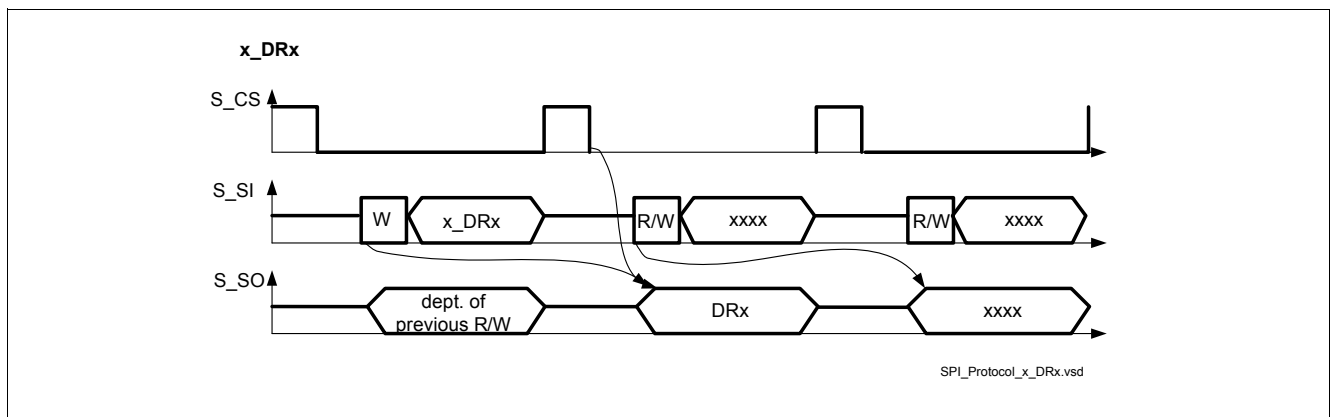 x_DRx
S_CS
S_SI
W
x_DRx
R/W
xxxx
R/W
xxxx
S_SO
dept. of
previous R/W
DRx
xxxx
SPI_Protocol_x_DRx.vsd